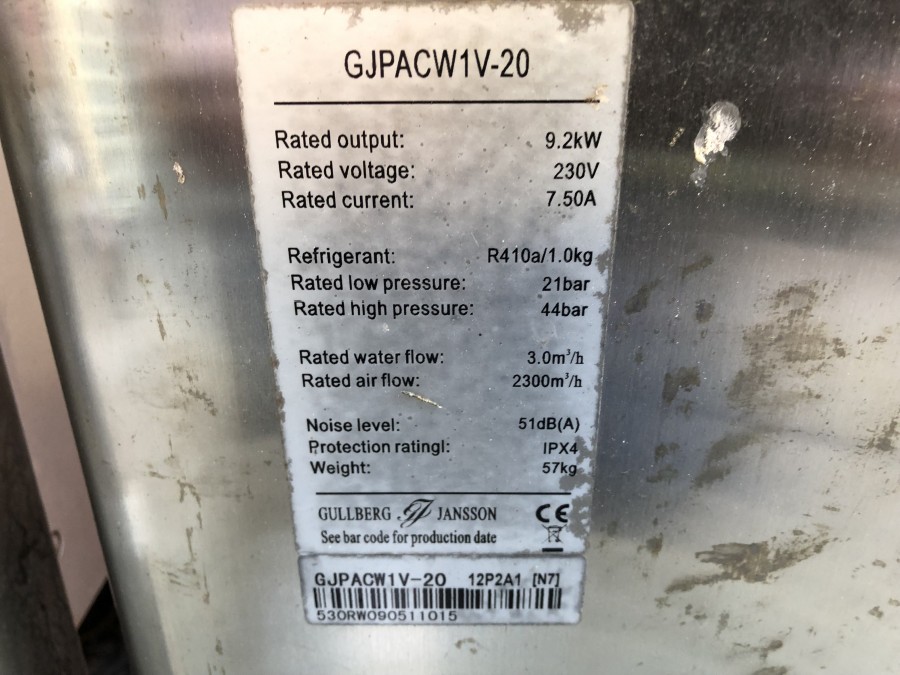 GJPACW1V-20
Rated output: 9.2kW
Rated voltage: 230V
Rated current: 7.50A
Refrigerant: R410a/1.0kg
Rated low pressure: 21bar
Rated high pressure: 44bar
Rated water flow: 3.0m³/h
Rated air flow: 2300m³/h
Noise level: 51dB(A)
Protection ratingl: IPX4
Weight: 57kg
GULLBERG GJ JANSSON CE
See bar code for production date
GJPACW1V-20 12P2A1 [N7]
530RW090511015